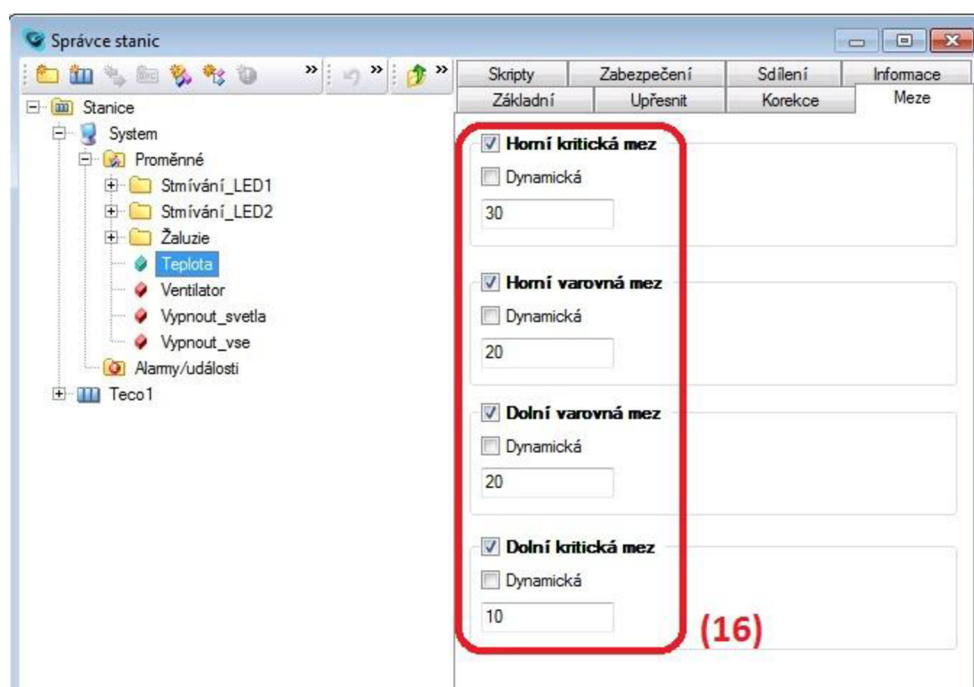 Správce stanic
» » »
Skripty Zabezpečení Sdílení Informace
Základní Upřesnit Korekce Meze
Stanice
System
Proměnné
Stmívání_LED1
Stmívání_LED2
Žaluzie
Teplota
Ventilator
Vypnout_svetla
Vypnout_vse
Alarmy/události
Teco1
Horní kritická mez
Dynamická
30
Horní varovná mez
Dynamická
20
Dolní varovná mez
Dynamická
20
Dolní kritická mez
Dynamická
10
(16)